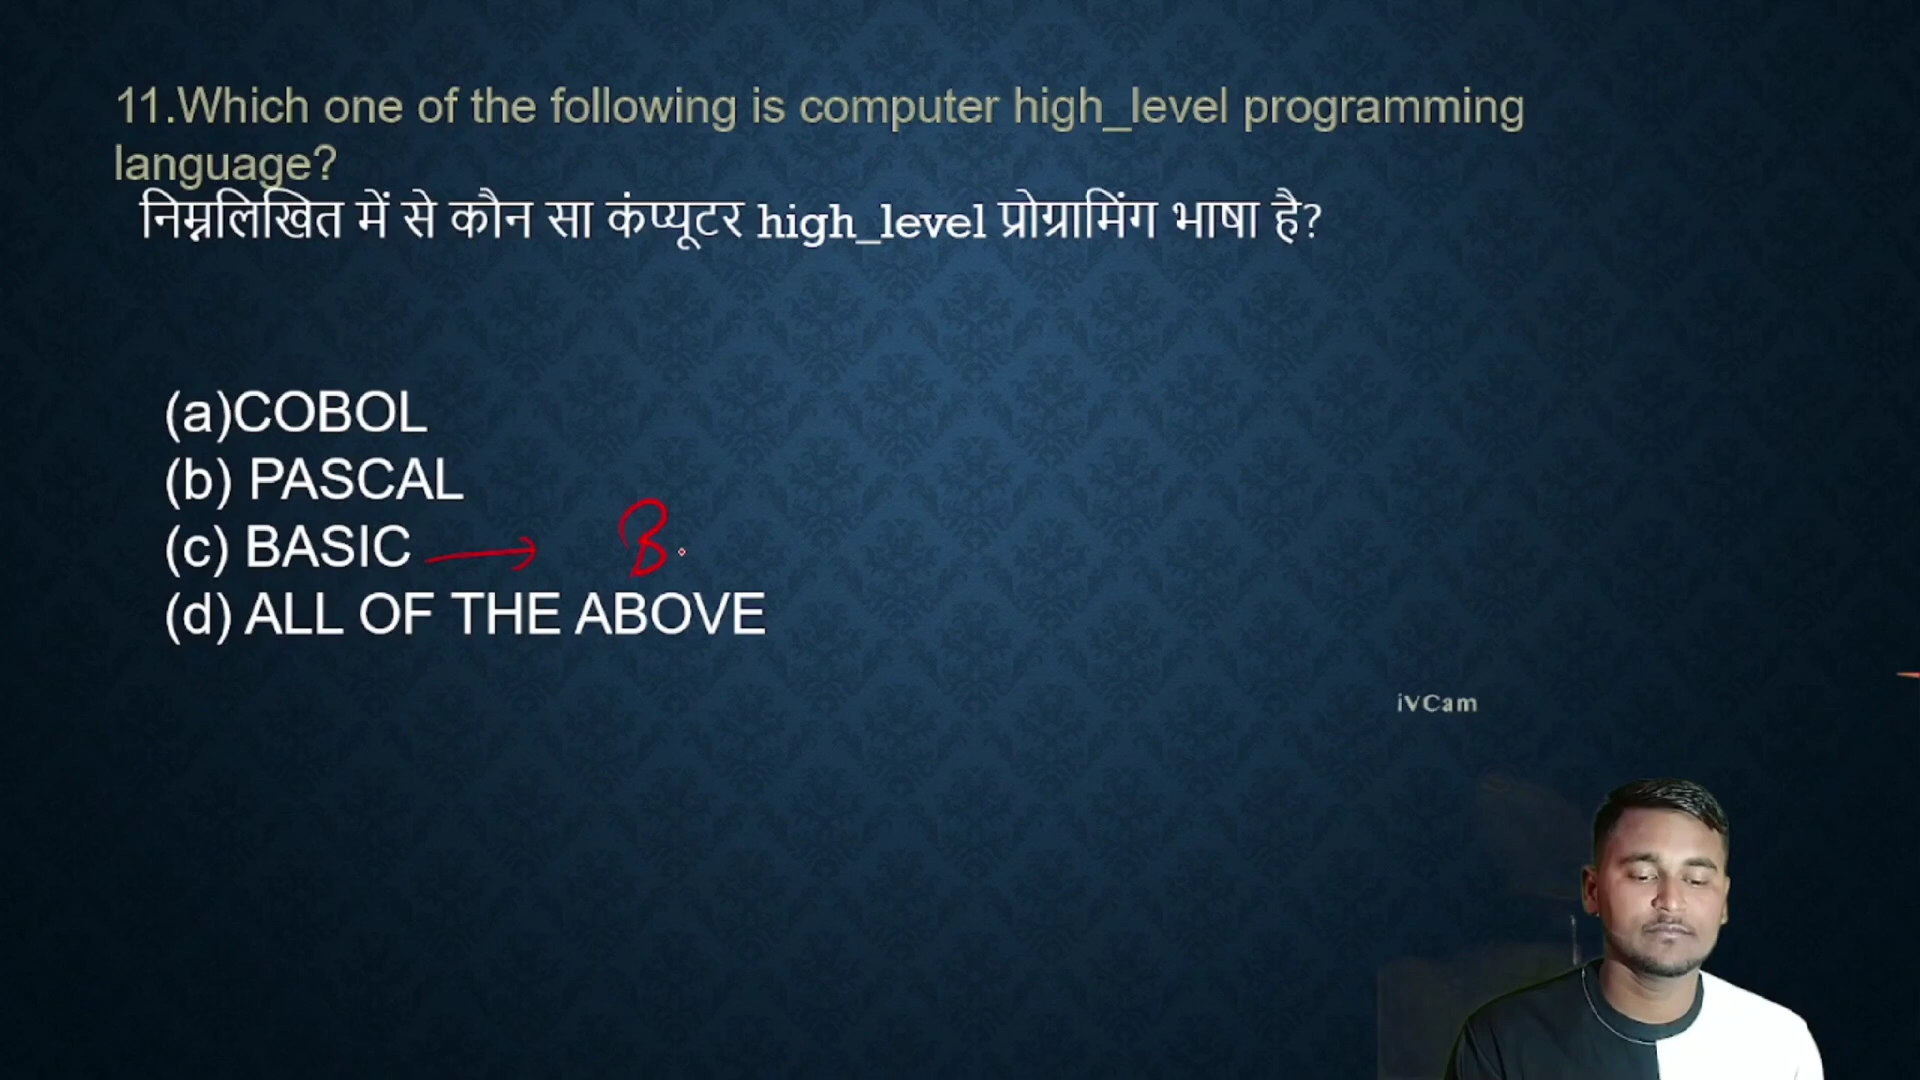 11.Which one of the following is computer high_level programming
language?
निम्नलिखित में से कौन सा कंप्यूटर high_level प्रोग्रामिंग भाषा है?
(a)COBOL
(b) PASCAL
(c) BASIC → B
(d) ALL OF THE ABOVE
iVCam